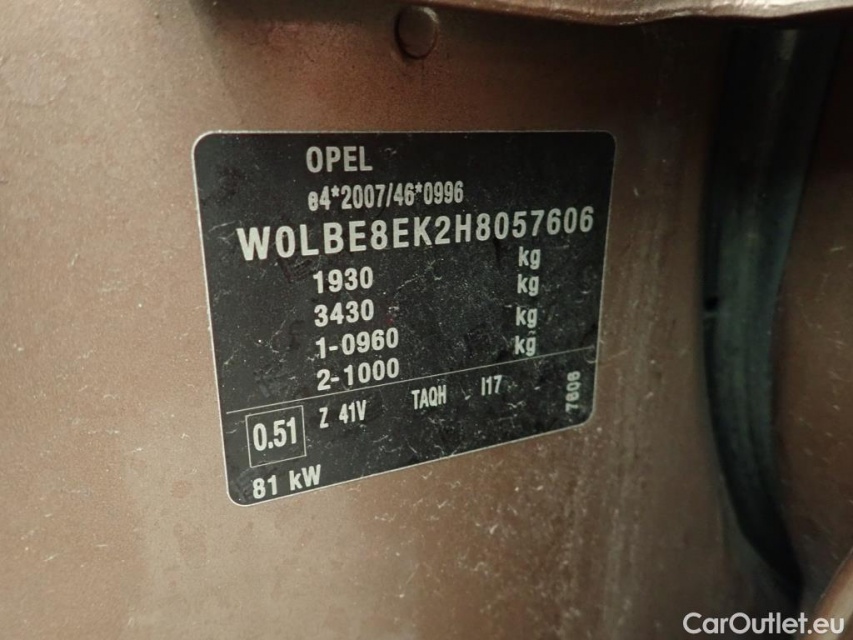 OPEL
e4*2007/46*0996
W0LBE8EK2H8057606
1930 kg
3430 kg
1-0960 kg
2-1000 kg
0.51 Z 41V TAQH I17 7606
81 kW
CarOutlet.eu